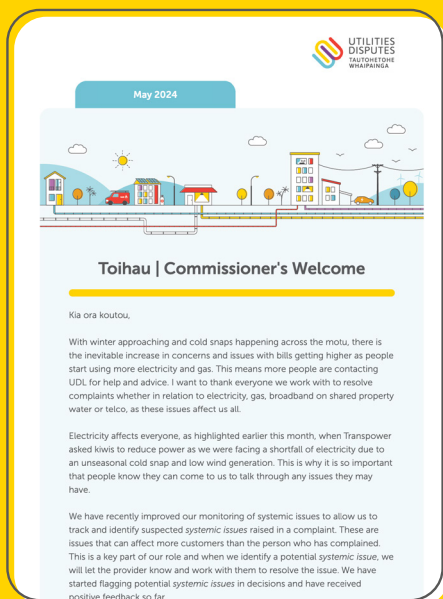 UTILITIES
DISPUTES
TAUTOHETOHE
WHAIPAINGA
May 2024
Toihau | Commissioner's Welcome
Kia ora koutou,
With winter approaching and cold snaps happening across the motu, there is
the inevitable increase in concerns and issues with bills getting higher as people
start using more electricity and gas. This means more people are contacting
UDL for help and advice. I want to thank everyone we work with to resolve
complaints whether in relation to electricity, gas, broadband on shared property
water or telco, as these issues affect us all.
Electricity affects everyone, as highlighted earlier this month, when Transpower
asked kiwis to reduce power as we were facing a shortfall of electricity due to
an unseasonal cold snap and low wind generation. This is why it is so important
that people know they can come to us to talk through any issues they may
have.
We have recently improved our monitoring of systemic issues to allow us to
track and identify suspected systemic issues raised in a complaint. These are
issues that can affect more customers than the person who has complained.
This is a key part of our role and when we identify a potential systemic issue, we
will let the provider know and work with them to resolve the issue. We have
started flagging potential systemic issues in decisions and have received
positive feedback so far.